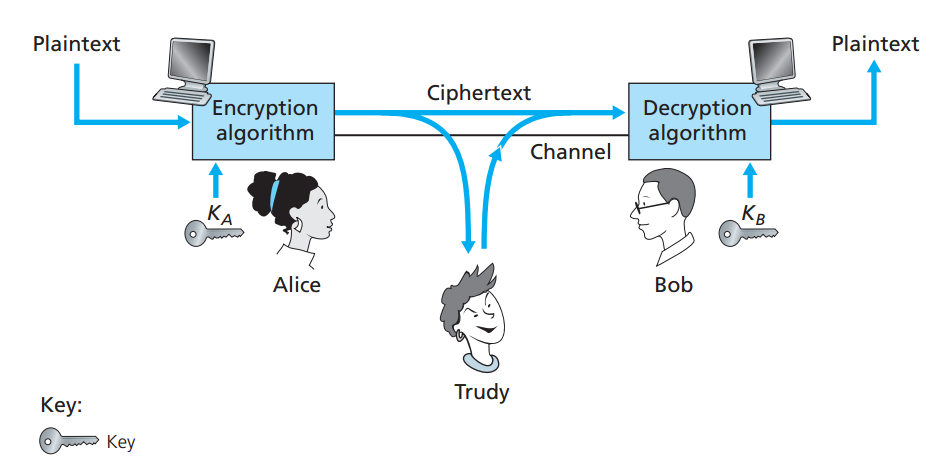 Plaintext
Plaintext
Ciphertext
Encryption
algorithm
Decryption
algorithm
Channel
KA
KB
Alice
Bob
Trudy
Key:
Key